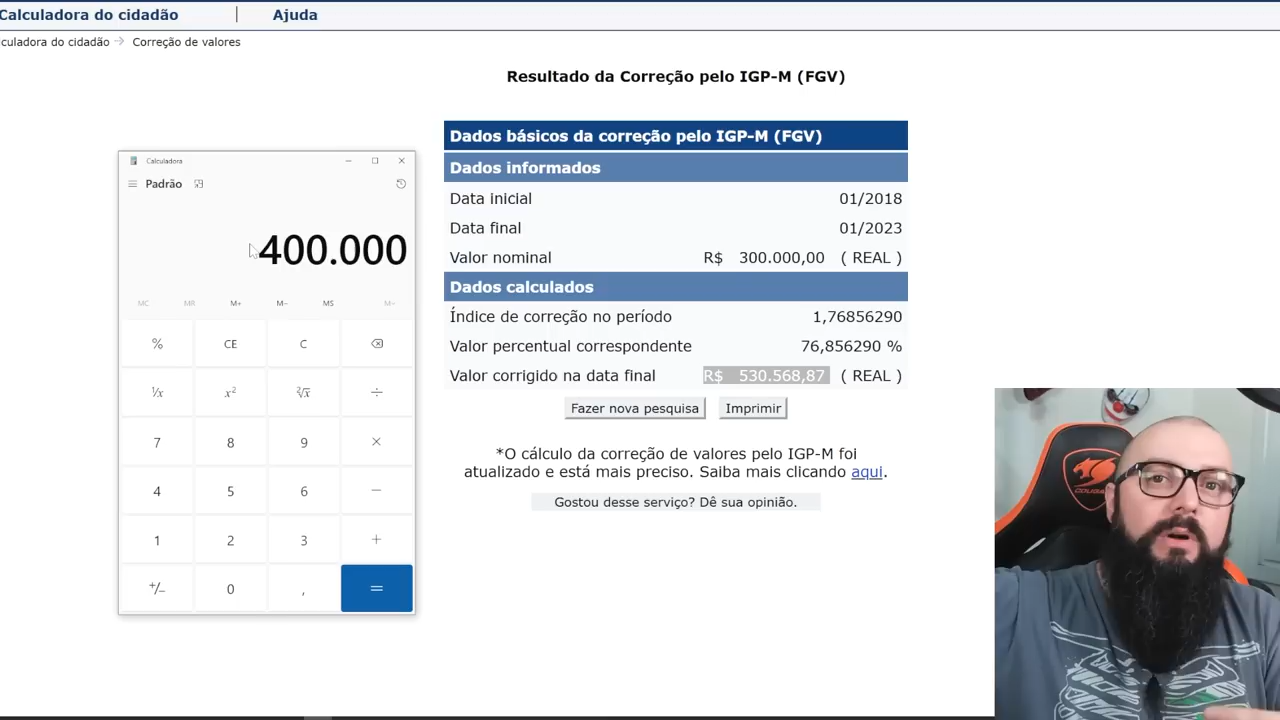 Calculadora do cidadão | Ajuda
culadora do cidadão → Correção de valores
Resultado da Correção pelo IGP-M (FGV)
Dados básicos da correção pelo IGP-M (FGV)
Dados informados
Data inicial 01/2018
Data final 01/2023
Valor nominal R$ 300.000,00 ( REAL )
Dados calculados
Índice de correção no período 1,76856290
Valor percentual correspondente 76,856290 %
Valor corrigido na data final R$ 530.568,87 ( REAL )
Fazer nova pesquisa Imprimir
*O cálculo da correção de valores pelo IGP-M foi
atualizado e está mais preciso. Saiba mais clicando aqui.
Gostou desse serviço? Dê sua opinião.
Calculadora
Padrão
400.000
MC MR M+ M− MS M~
% CE C
¹/x x² ²√x ÷
7 8 9 ×
4 5 6 −
1 2 3 +
+/− 0 , =
COUGAR